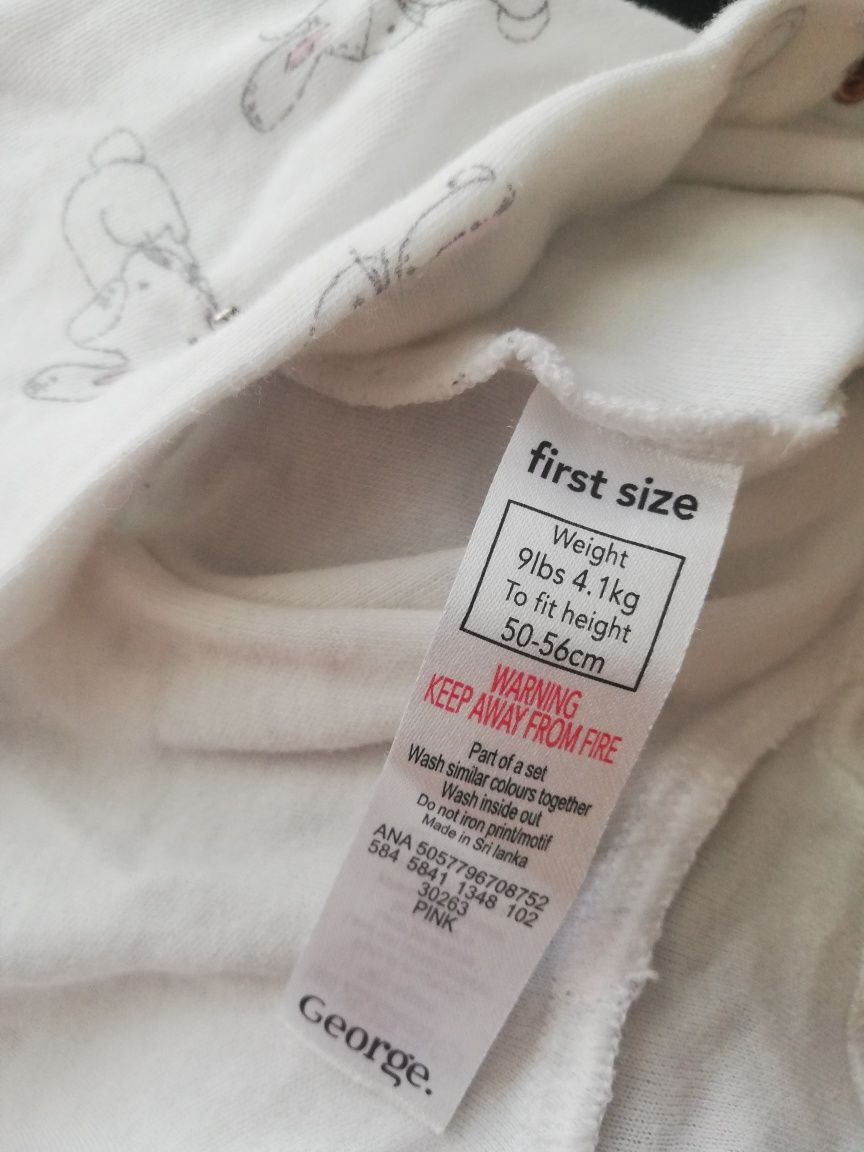 first size
Weight
9lbs 4.1kg
To fit height
50-56cm
WARNING
KEEP AWAY FROM FIRE
Part of a set
Wash similar colours together
Wash inside out
Do not iron print/motif
Made in Sri lanka
ANA 5057796708752
584 5841 1348 102
30263
PINK
George.